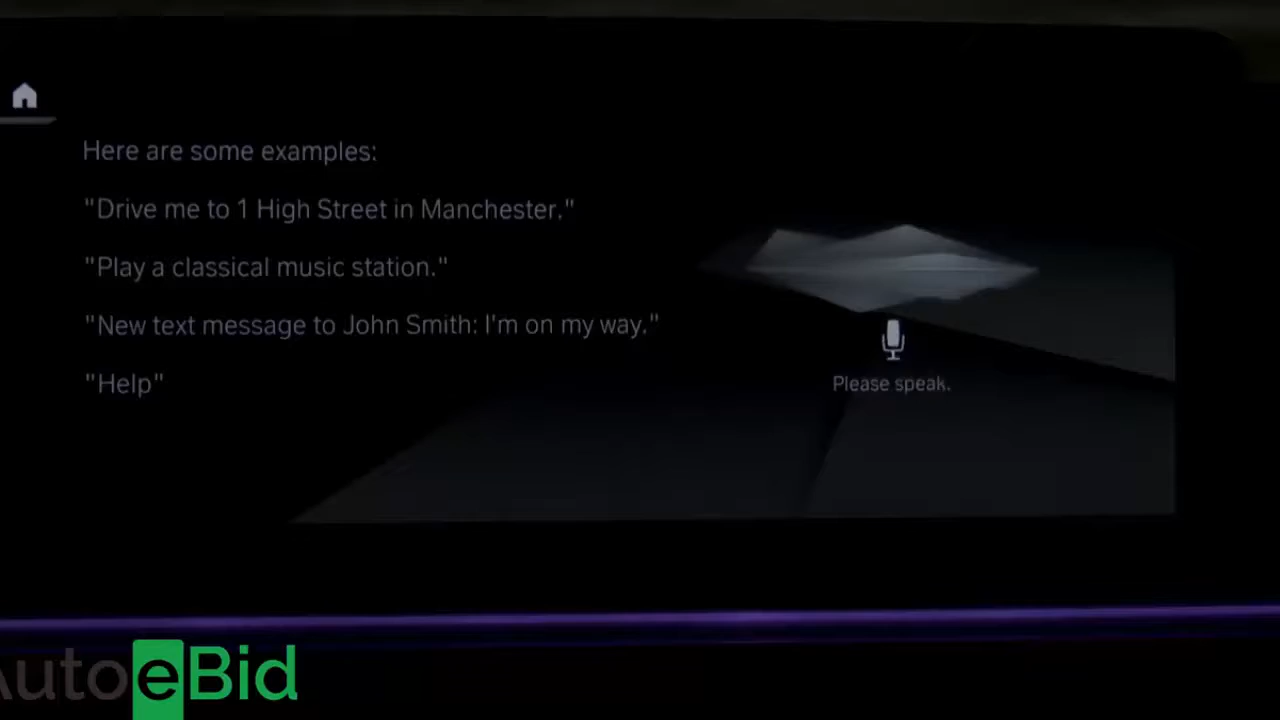 Here are some examples:
"Drive me to 1 High Street in Manchester."
"Play a classical music station."
"New text message to John Smith: I'm on my way."
"Help"
Please speak.
AutoeBid